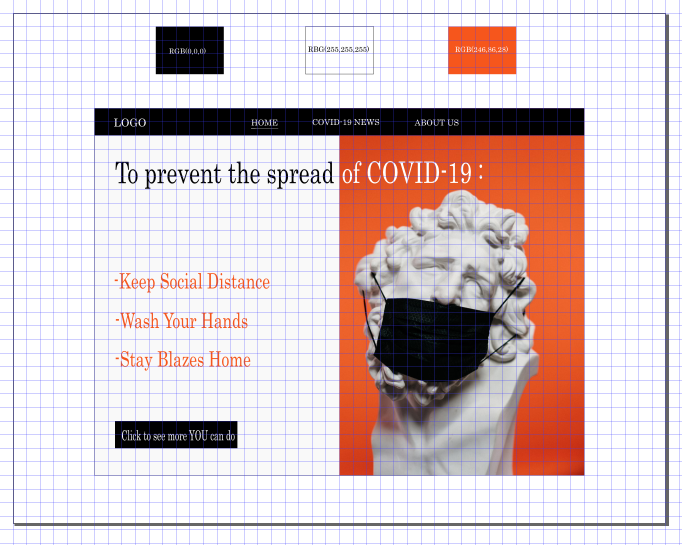 RGB(0,0,0)
RBG(255,255,255)
RGB(246,86,28)
LOGO
HOME
COVID-19 NEWS
ABOUT US
To prevent the spread of COVID-19 :
-Keep Social Distance
-Wash Your Hands
-Stay Blazes Home
Click to see more YOU can do